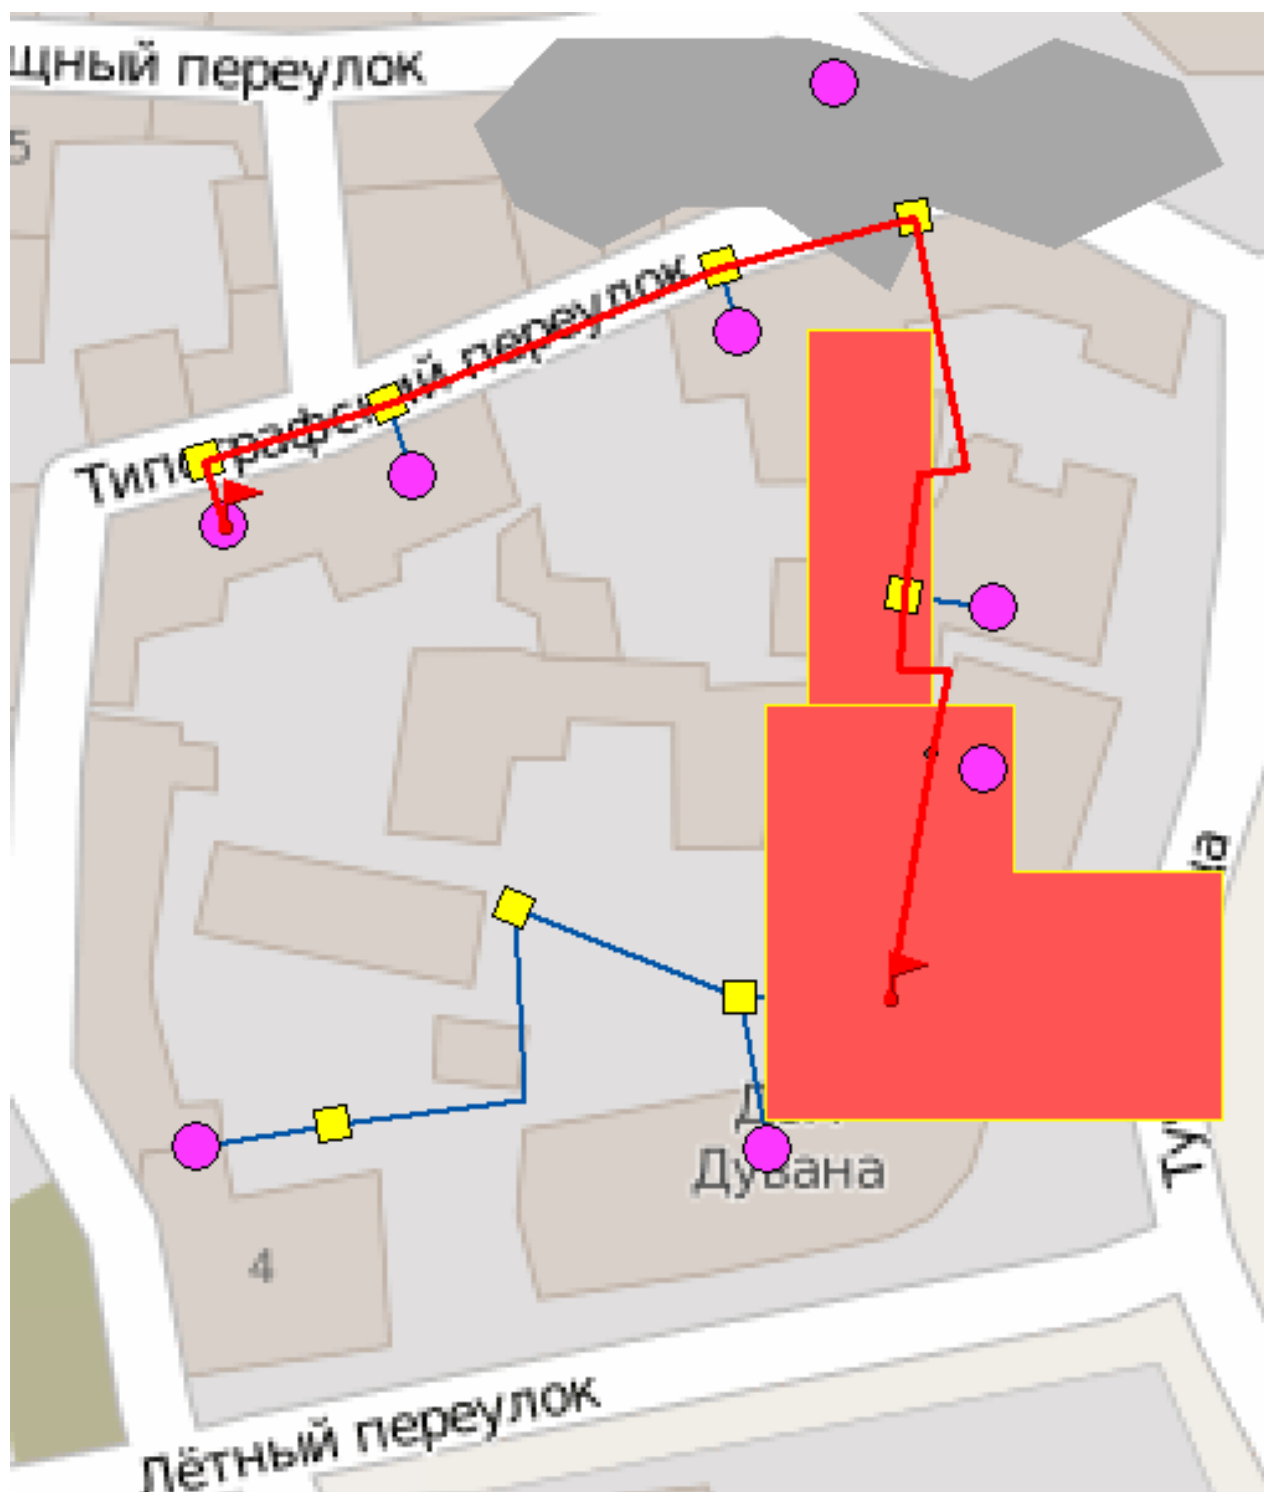 щный переулок
5
Типографский переулок
Дувана
4
Лётный переулок